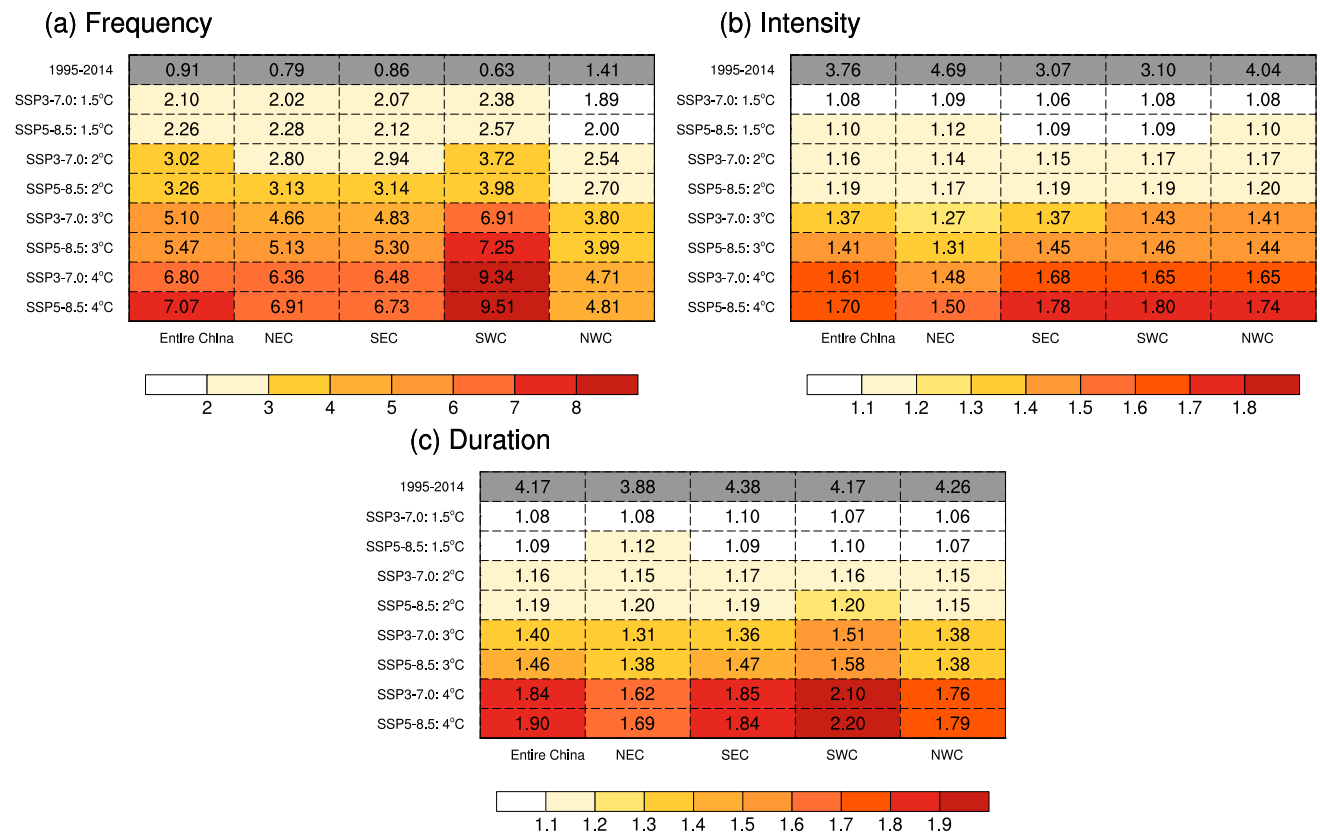 (a) Frequency
1995-2014 0.91 0.79 0.86 0.63 1.41
SSP3-7.0: 1.5°C 2.10 2.02 2.07 2.38 1.89
SSP5-8.5: 1.5°C 2.26 2.28 2.12 2.57 2.00
SSP3-7.0: 2°C 3.02 2.80 2.94 3.72 2.54
SSP5-8.5: 2°C 3.26 3.13 3.14 3.98 2.70
SSP3-7.0: 3°C 5.10 4.66 4.83 6.91 3.80
SSP5-8.5: 3°C 5.47 5.13 5.30 7.25 3.99
SSP3-7.0: 4°C 6.80 6.36 6.48 9.34 4.71
SSP5-8.5: 4°C 7.07 6.91 6.73 9.51 4.81
Entire China NEC SEC SWC NWC
2 3 4 5 6 7 8
(b) Intensity
1995-2014 3.76 4.69 3.07 3.10 4.04
SSP3-7.0: 1.5°C 1.08 1.09 1.06 1.08 1.08
SSP5-8.5: 1.5°C 1.10 1.12 1.09 1.09 1.10
SSP3-7.0: 2°C 1.16 1.14 1.15 1.17 1.17
SSP5-8.5: 2°C 1.19 1.17 1.19 1.19 1.20
SSP3-7.0: 3°C 1.37 1.27 1.37 1.43 1.41
SSP5-8.5: 3°C 1.41 1.31 1.45 1.46 1.44
SSP3-7.0: 4°C 1.61 1.48 1.68 1.65 1.65
SSP5-8.5: 4°C 1.70 1.50 1.78 1.80 1.74
Entire China NEC SEC SWC NWC
1.1 1.2 1.3 1.4 1.5 1.6 1.7 1.8
(c) Duration
1995-2014 4.17 3.88 4.38 4.17 4.26
SSP3-7.0: 1.5°C 1.08 1.08 1.10 1.07 1.06
SSP5-8.5: 1.5°C 1.09 1.12 1.09 1.10 1.07
SSP3-7.0: 2°C 1.16 1.15 1.17 1.16 1.15
SSP5-8.5: 2°C 1.19 1.20 1.19 1.20 1.15
SSP3-7.0: 3°C 1.40 1.31 1.36 1.51 1.38
SSP5-8.5: 3°C 1.46 1.38 1.47 1.58 1.38
SSP3-7.0: 4°C 1.84 1.62 1.85 2.10 1.76
SSP5-8.5: 4°C 1.90 1.69 1.84 2.20 1.79
Entire China NEC SEC SWC NWC
1.1 1.2 1.3 1.4 1.5 1.6 1.7 1.8 1.9